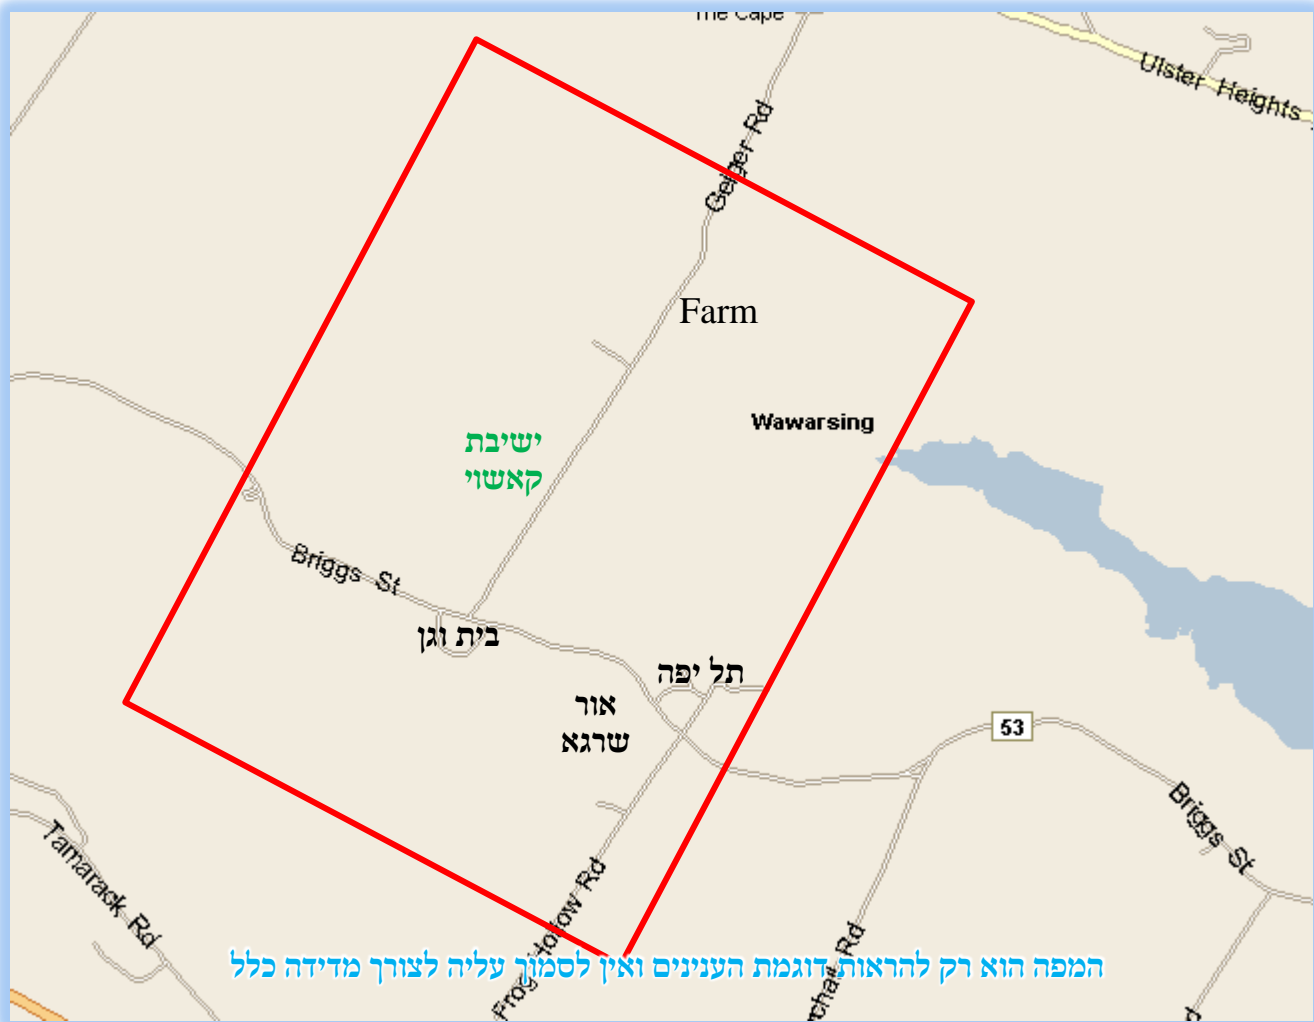 The Cape
Ulster Heights
Geiger Rd
Farm
Wawarsing
ישיבת
קאשוי
Briggs St
בית וגן
תל יפה
אור
שרגא
53
Briggs St
Tamarack Rd
Frog Hollow Rd
Rd
המפה הוא רק להראות דוגמת הענינים ואין לסמוך עליה לצורך מדידה כלל